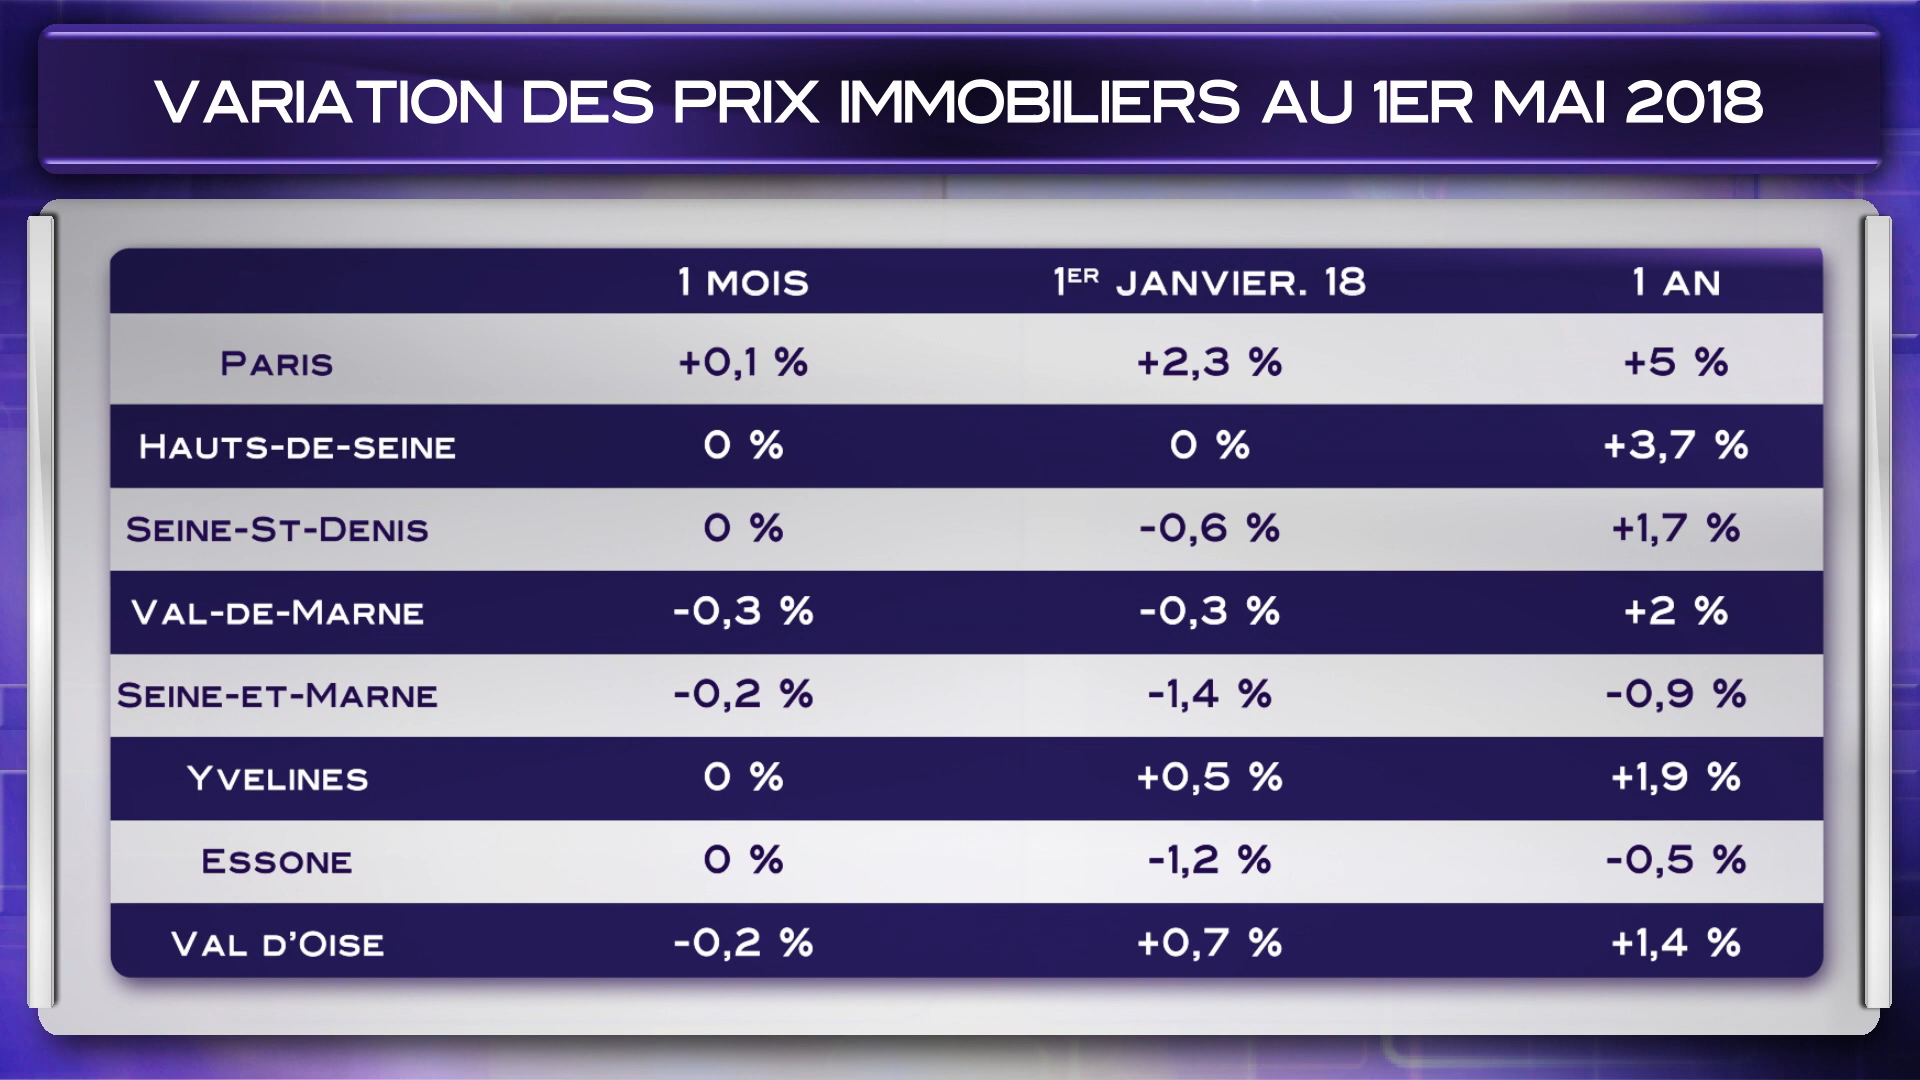 VARIATION DES PRIX IMMOBILIERS AU 1ER MAI 2018
1 MOIS 1ER JANVIER. 18 1 AN
PARIS +0,1 % +2,3 % +5 %
HAUTS-DE-SEINE 0 % 0 % +3,7 %
SEINE-ST-DENIS 0 % -0,6 % +1,7 %
VAL-DE-MARNE -0,3 % -0,3 % +2 %
SEINE-ET-MARNE -0,2 % -1,4 % -0,9 %
YVELINES 0 % +0,5 % +1,9 %
ESSONE 0 % -1,2 % -0,5 %
VAL D’OISE -0,2 % +0,7 % +1,4 %